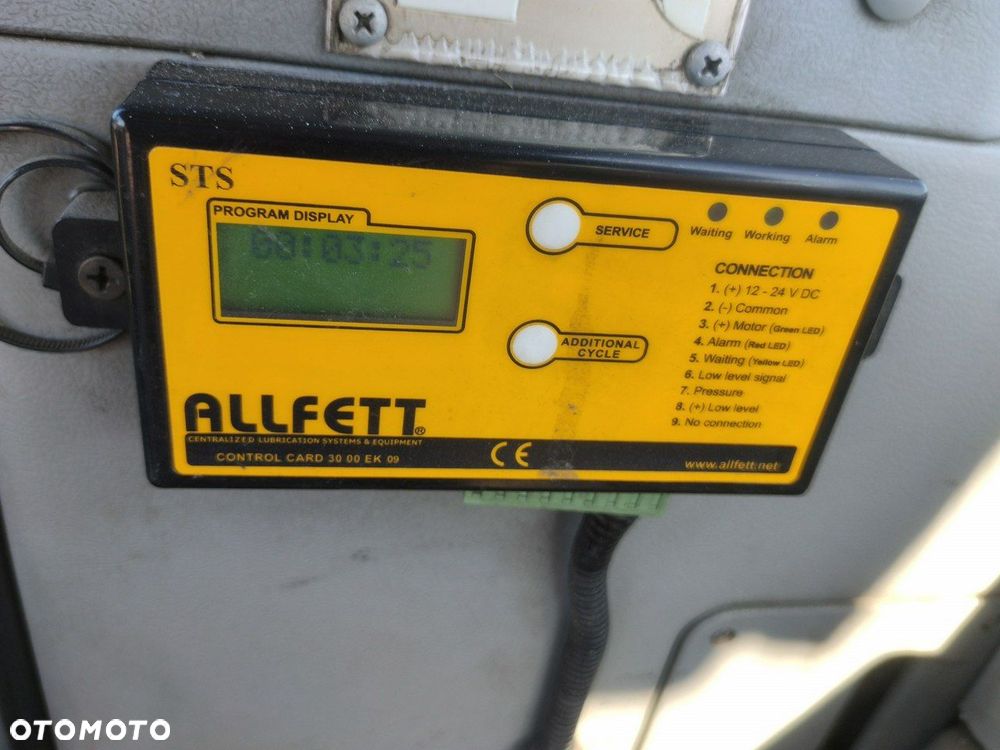 STS
PROGRAM DISPLAY
00:03:25
SERVICE
ADDITIONAL
CYCLE
Waiting Working Alarm
CONNECTION
1. (+) 12 - 24 V DC
2. (-) Common
3. (+) Motor (Green LED)
4. Alarm (Red LED)
5. Waiting (Yellow LED)
6. Low level signal
7. Pressure
8. (+) Low level
9. No connection
ALLFETT®
CENTRALIZED LUBRICATION SYSTEMS & EQUIPMENT
CONTROL CARD 30 00 EK 09
CE
www.allfett.net
OTOMOTO